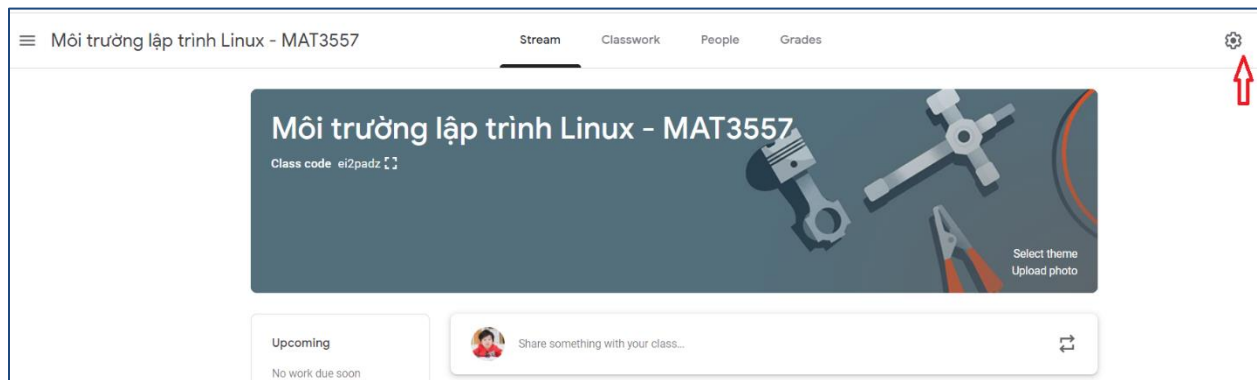 Môi trường lập trình Linux - MAT3557
Stream Classwork People Grades
Môi trường lập trình Linux - MAT3557
Class code ei2padz
Select theme
Upload photo
Upcoming
No work due soon
Share something with your class...